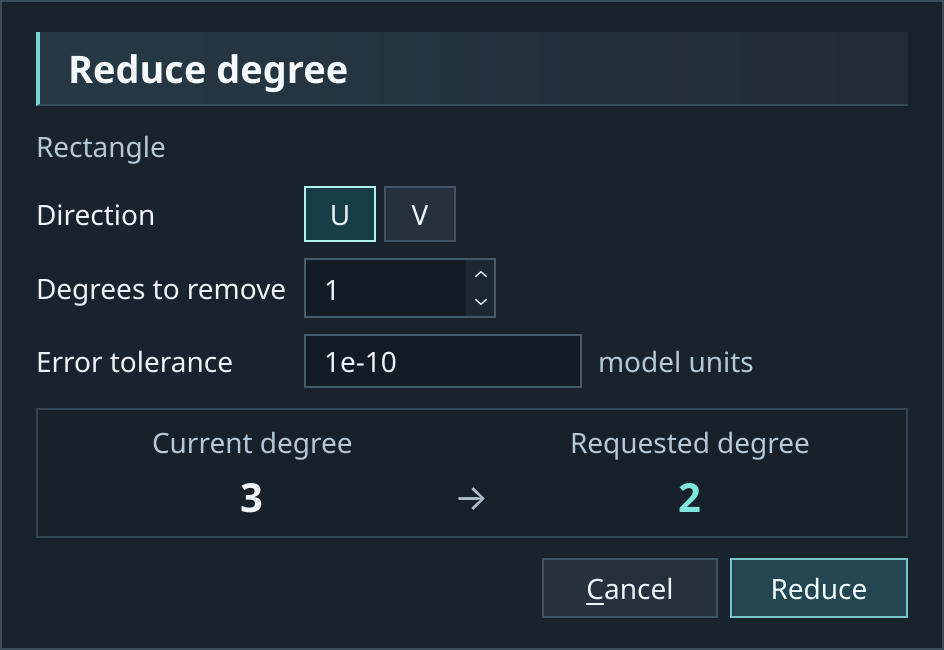 Reduce degree
Rectangle
Direction U V
Degrees to remove 1
Error tolerance 1e-10 model units
Current degree Requested degree
3 → 2
Cancel Reduce